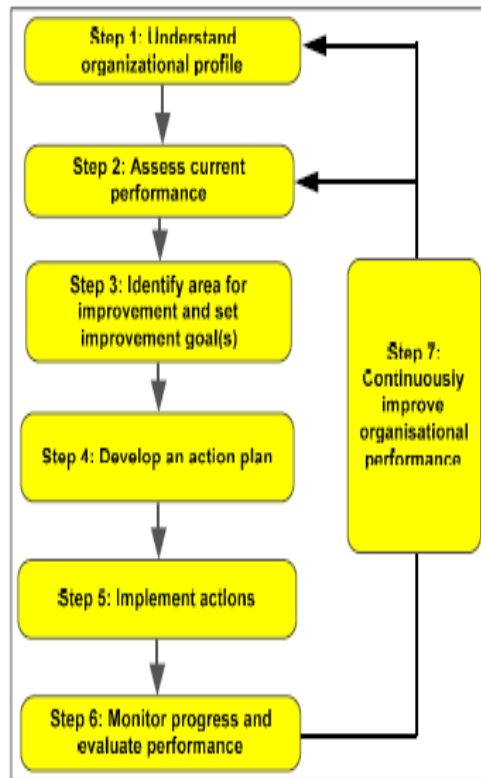 Step 1: Understand
organizational profile
Step 2: Assess current
performance
Step 3: Identify area for
improvement and set
improvement goal(s)
Step 4: Develop an action plan
Step 5: Implement actions
Step 6: Monitor progress and
evaluate performance
Step 7:
Continuously
improve
organisational
performance